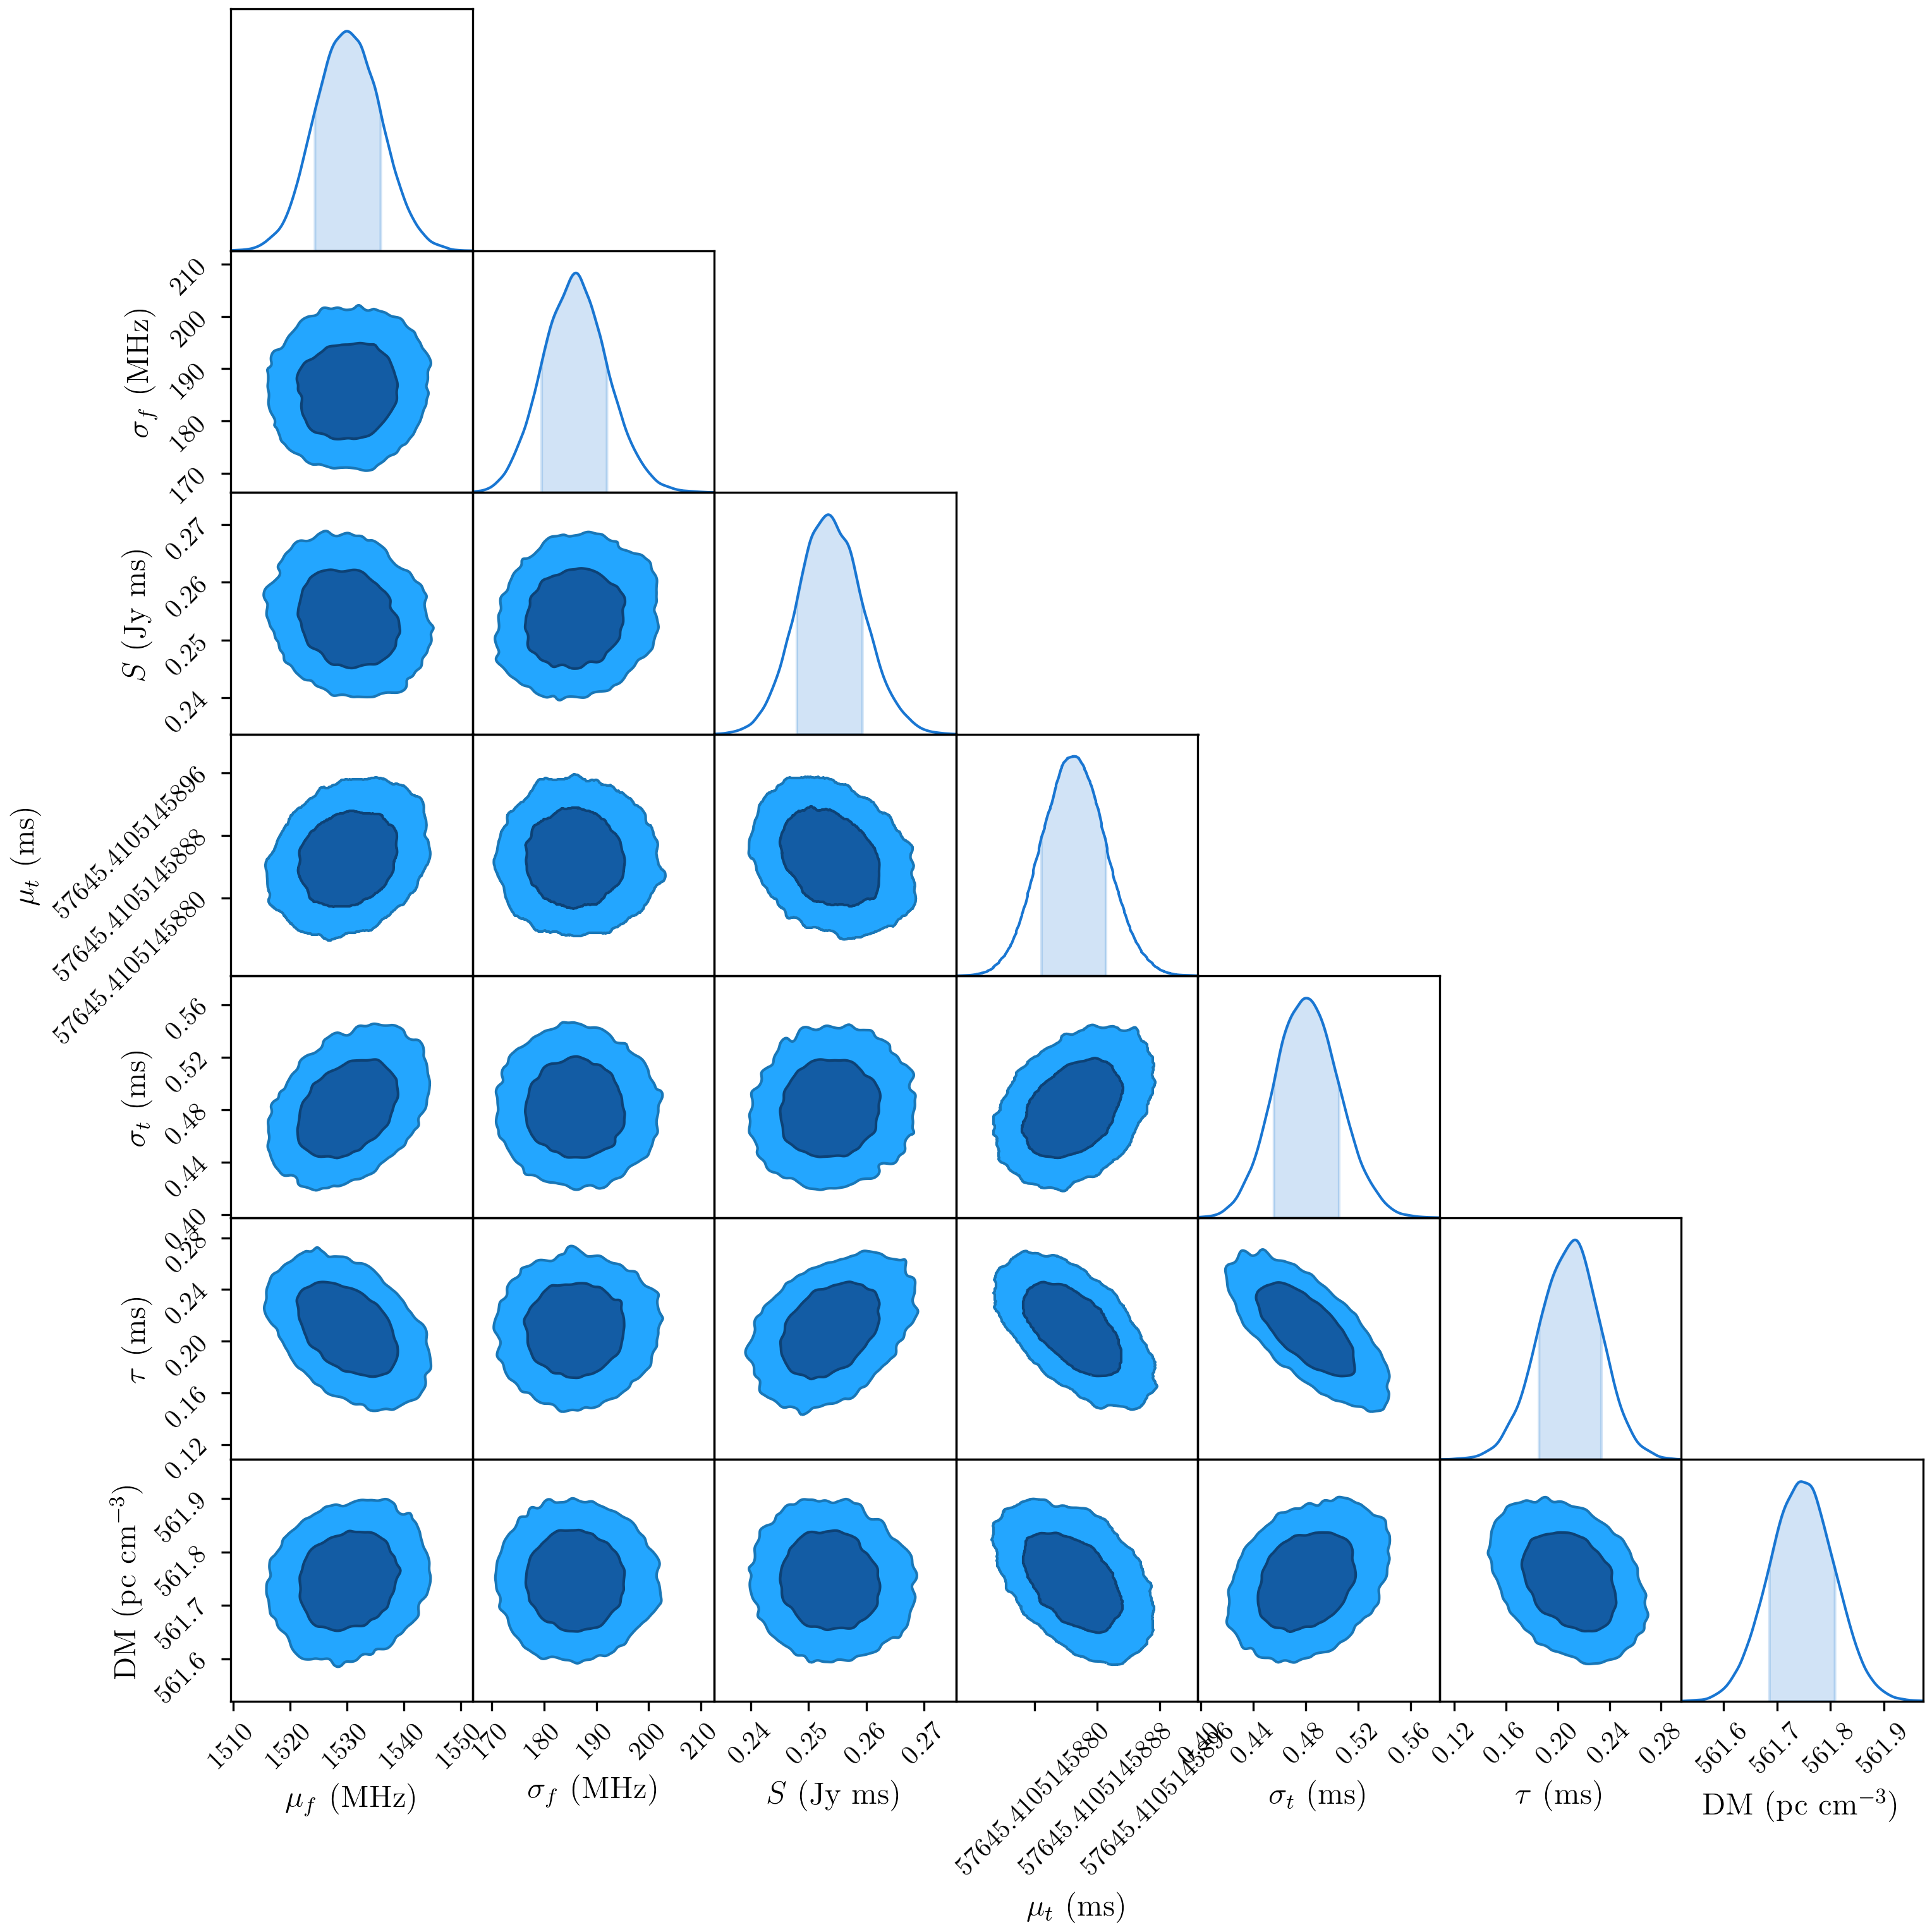 σ_f (MHz)
210
200
190
180
170
S (Jy ms)
0.27
0.26
0.25
0.24
μ_t (ms)
57645.4105145896
57645.4105145888
57645.4105145880
σ_t (ms)
0.56
0.52
0.48
0.44
0.40
τ (ms)
0.28
0.24
0.20
0.16
0.12
DM (pc cm⁻³)
561.9
561.8
561.7
561.6
1510 1520 1530 1540 1550
μ_f (MHz)
170 180 190 200 210
σ_f (MHz)
0.24 0.25 0.26 0.27
S (Jy ms)
57645.4105145880 57645.4105145888 57645.4105145896
μ_t (ms)
0.40 0.44 0.48 0.52 0.56
σ_t (ms)
0.12 0.16 0.20 0.24 0.28
τ (ms)
561.6 561.7 561.8 561.9
DM (pc cm⁻³)